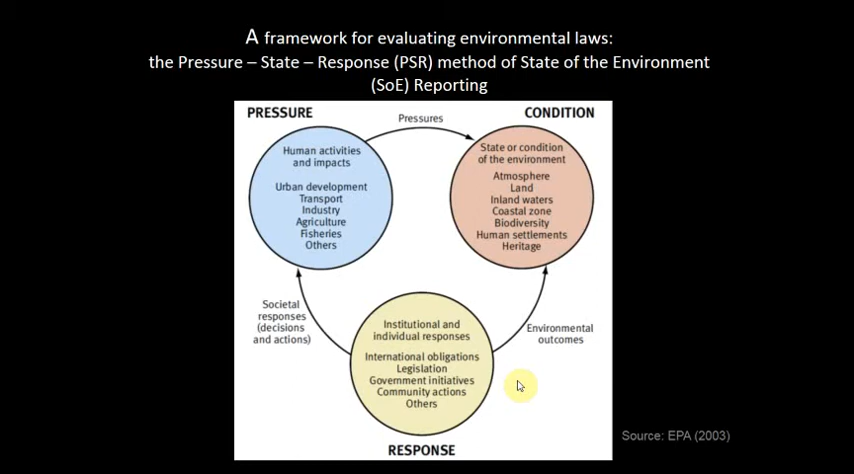 A framework for evaluating environmental laws:
the Pressure – State – Response (PSR) method of State of the Environment
(SoE) Reporting
PRESSURE
CONDITION
Pressures
Human activities
and impacts
Urban development
Transport
Industry
Agriculture
Fisheries
Others
State or condition
of the environment
Atmosphere
Land
Inland waters
Coastal zone
Biodiversity
Human settlements
Heritage
Societal
responses
(decisions
and actions)
Institutional and
individual responses
International obligations
Legislation
Government initiatives
Community actions
Others
Environmental
outcomes
RESPONSE
Source: EPA (2003)